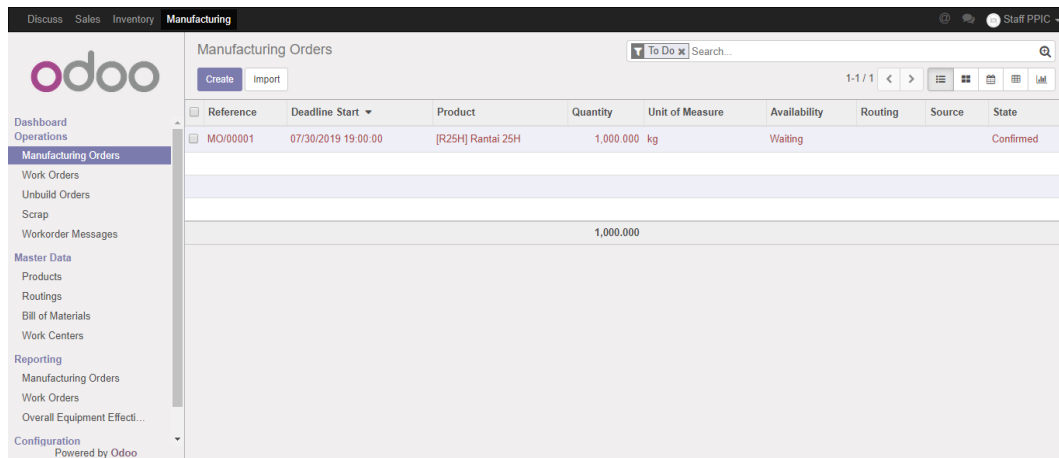 Discuss Sales Inventory Manufacturing @ Staff PPIC
odoo
Manufacturing Orders
To Do Search...
Create Import
1-1 / 1
Reference Deadline Start Product Quantity Unit of Measure Availability Routing Source State
MO/00001 07/30/2019 19:00:00 [R25H] Rantai 25H 1,000.000 kg Waiting Confirmed
1,000.000
Dashboard
Operations
Manufacturing Orders
Work Orders
Unbuild Orders
Scrap
Workorder Messages
Master Data
Products
Routings
Bill of Materials
Work Centers
Reporting
Manufacturing Orders
Work Orders
Overall Equipment Effecti...
Configuration
Powered by Odoo